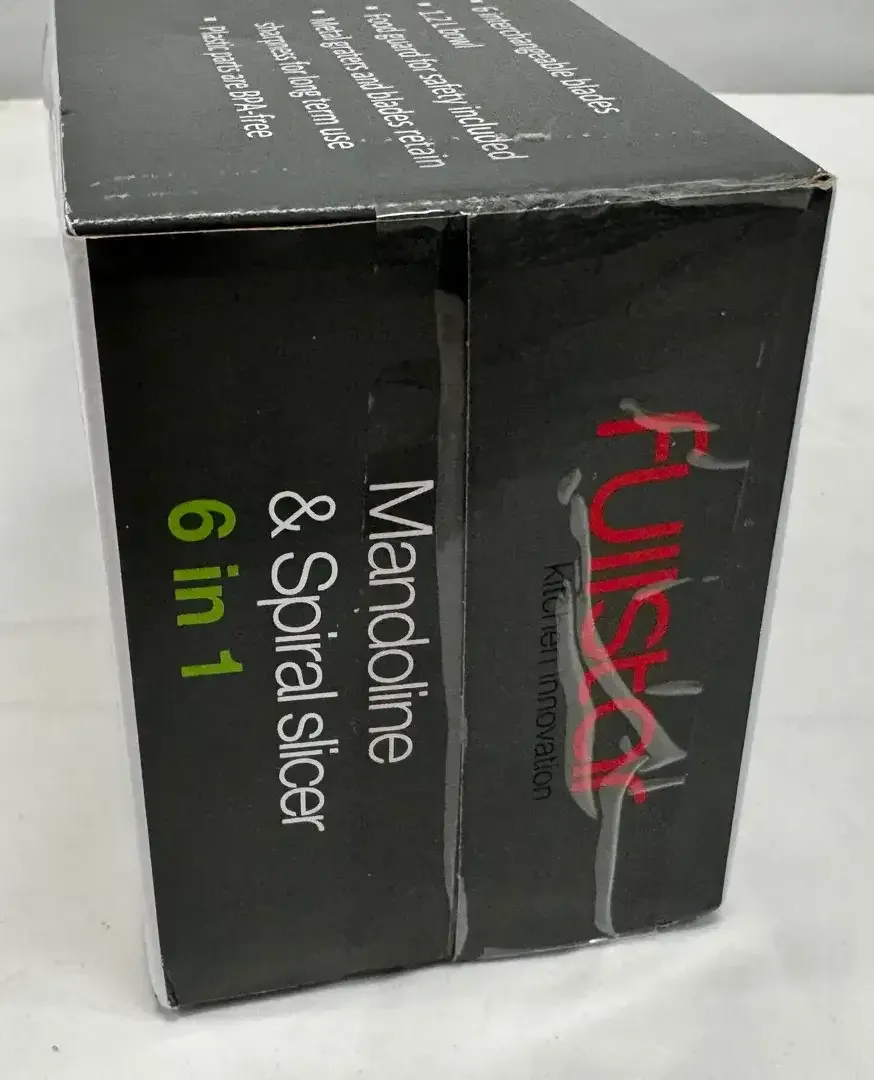 • 6 interchangeable blades
• 1.2 L bowl
• Food guard for safety included
• Metal graters and blades retain
sharpness for long term use
• Plastic parts are BPA-free
Fullstar
kitchen innovation
Mandoline
& Spiral slicer
6 in 1